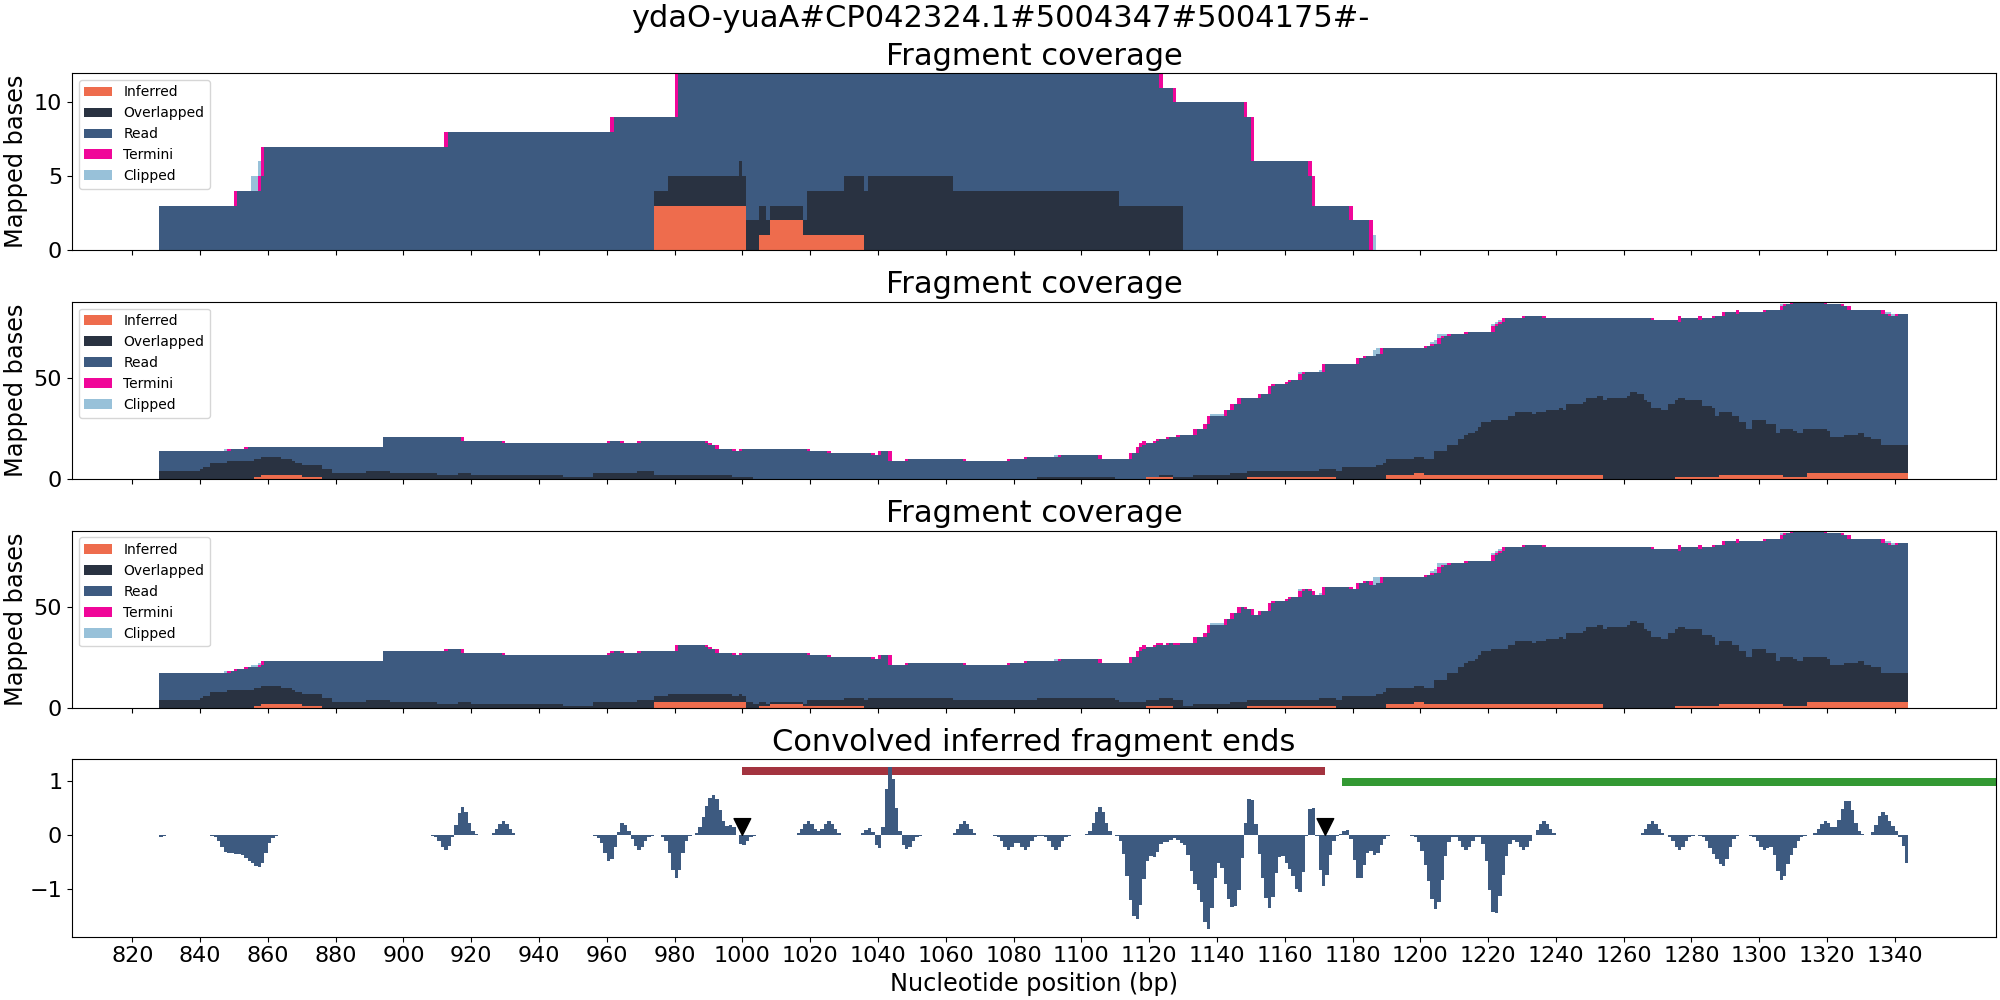 ydaO-yuaA#CP042324.1#5004347#5004175#-
Fragment coverage
Mapped bases
10
5
0
Inferred
Overlapped
Read
Termini
Clipped
Fragment coverage
Mapped bases
50
0
Inferred
Overlapped
Read
Termini
Clipped
Fragment coverage
Mapped bases
50
0
Inferred
Overlapped
Read
Termini
Clipped
Convolved inferred fragment ends
1
0
−1
820 840 860 880 900 920 940 960 980 1000 1020 1040 1060 1080 1100 1120 1140 1160 1180 1200 1220 1240 1260 1280 1300 1320 1340
Nucleotide position (bp)